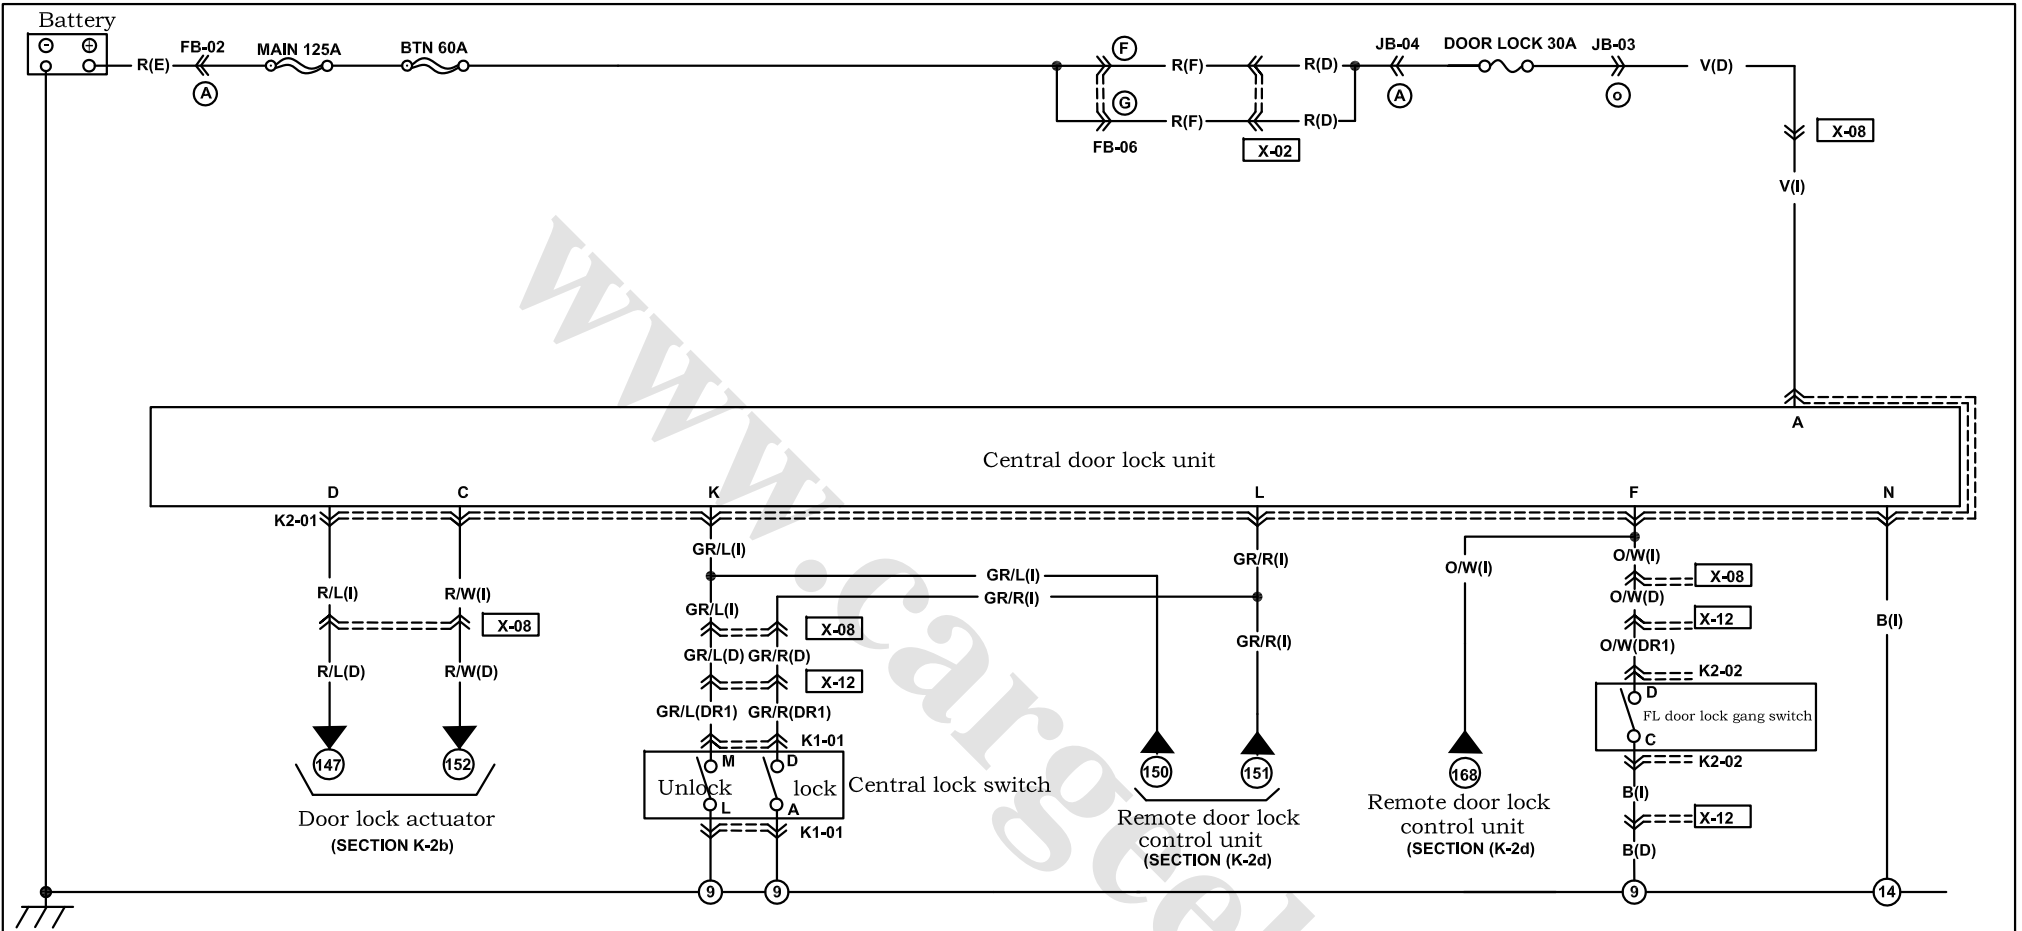 Battery
FB-02
MAIN 125A
BTN 60A
F
JB-04
DOOR LOCK 30A
JB-03
R(E)
R(F)
R(D)
V(D)
A
G
A
o
R(F)
R(D)
X-08
FB-06
X-02
V(I)
www.cargeek
A
Central door lock unit
D
C
K
L
F
N
K2-01
GR/L(I)
GR/R(I)
O/W(I)
O/W(I)
GR/L(I)
GR/R(I)
X-08
R/L(I)
R/W(I)
GR/L(I)
O/W(D)
X-08
X-08
X-12
B(I)
GR/R(I)
O/W(DR1)
R/L(D)
R/W(D)
GR/L(D)
GR/R(D)
X-12
K2-02
GR/L(DR1)
GR/R(DR1)
D
FL door lock gang switch
C
K1-01
147
152
M
D
Unlock
lock
Central lock switch
L
A
150
151
168
K2-02
B(I)
Door lock actuator
(SECTION K-2b)
K1-01
Remote door lock
control unit
(SECTION (K-2d)
Remote door lock
control unit
(SECTION (K-2d)
X-12
B(D)
9
9
9
14